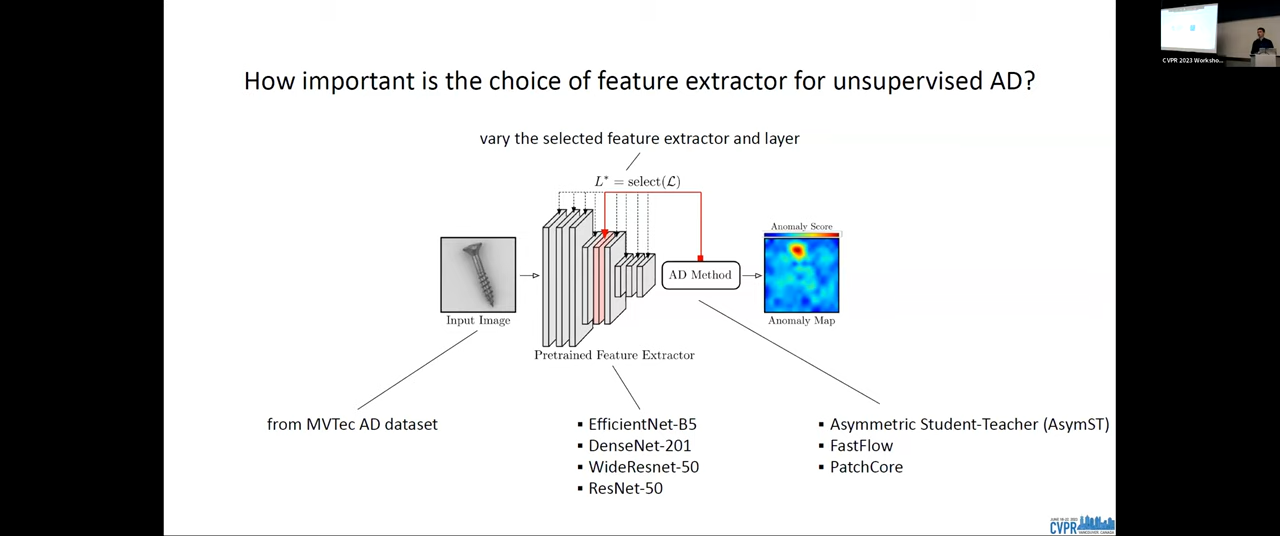 CVPR 2023 Worksho...
How important is the choice of feature extractor for unsupervised AD?
vary the selected feature extractor and layer
L* = select(ℒ)
Anomaly Score
AD Method
Input Image
Anomaly Map
Pretrained Feature Extractor
from MVTec AD dataset
▪ EfficientNet-B5
▪ DenseNet-201
▪ WideResnet-50
▪ ResNet-50
▪ Asymmetric Student-Teacher (AsymST)
▪ FastFlow
▪ PatchCore
CVPR